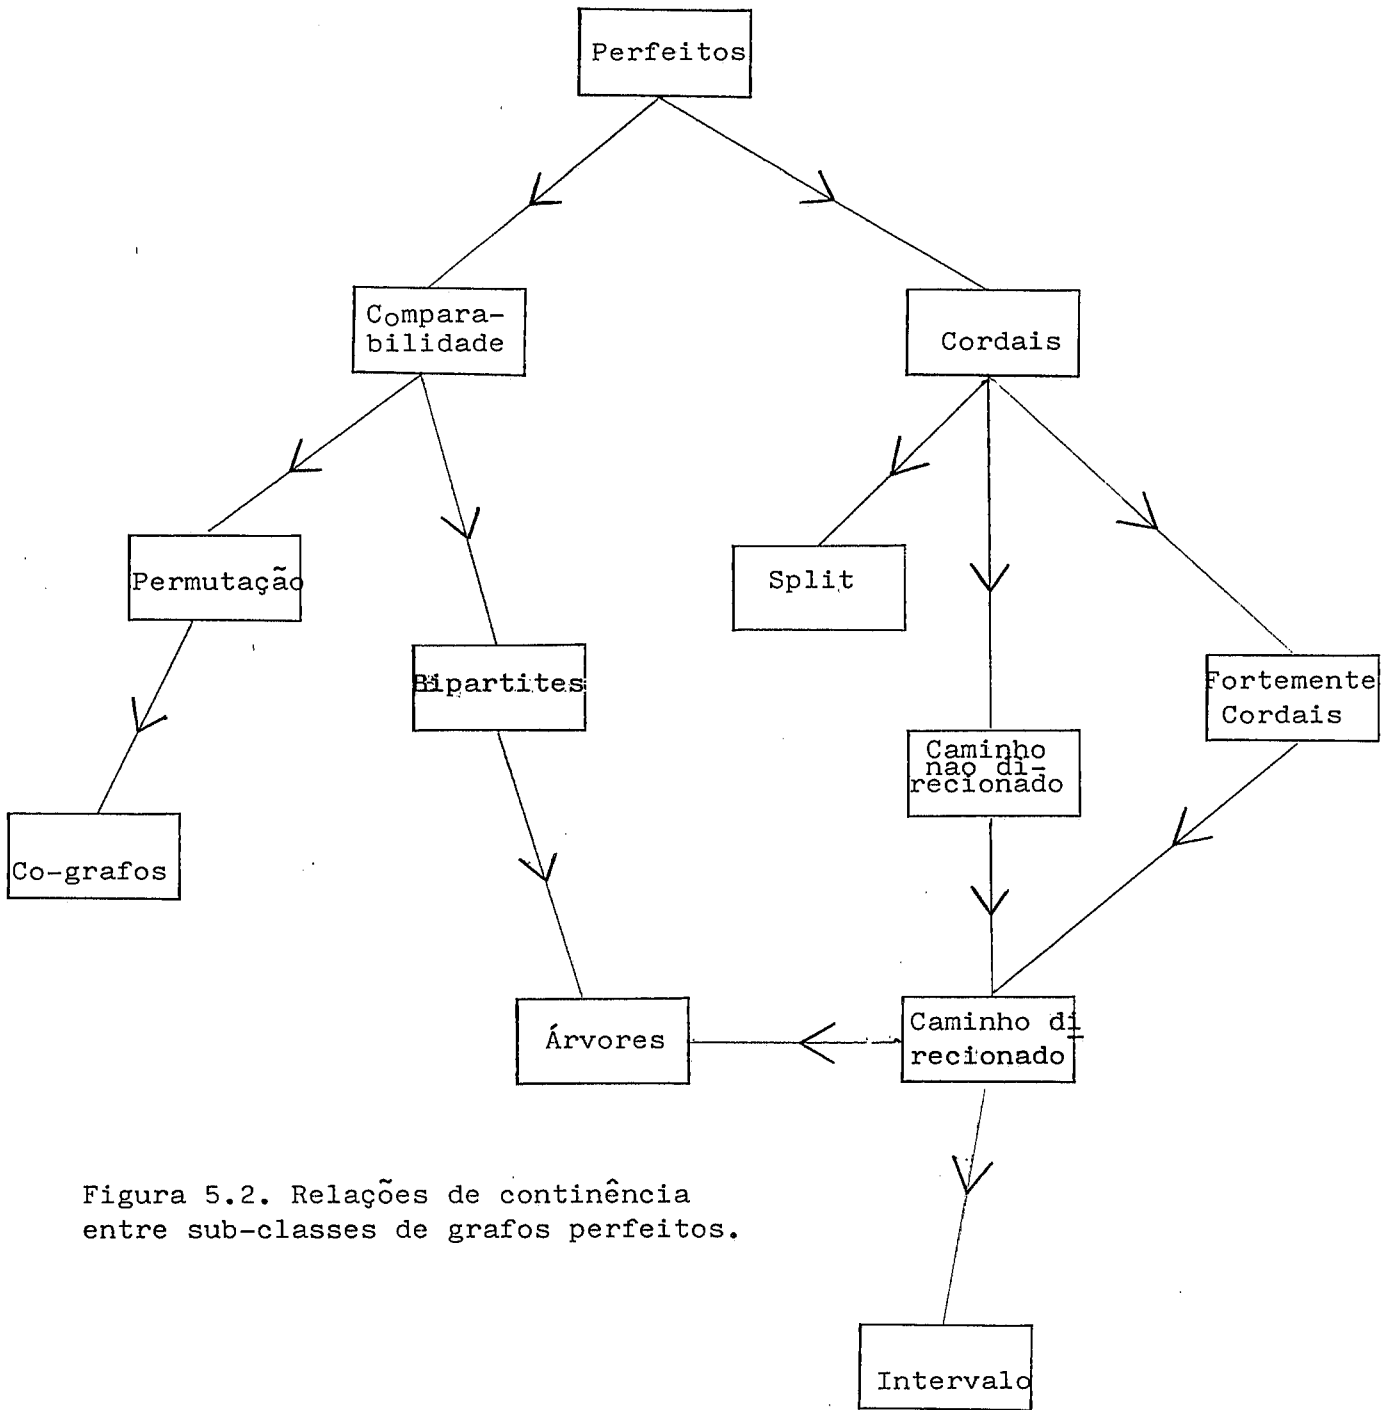 Perfeitos
Compara-
bilidade
Cordais
Permutação
Split
Bipartites
Fortemente
Cordais
Caminho
não di-
recionado
Co-grafos
Árvores
Caminho di
recionado
Figura 5.2. Relações de continência
entre sub-classes de grafos perfeitos.
Intervalo